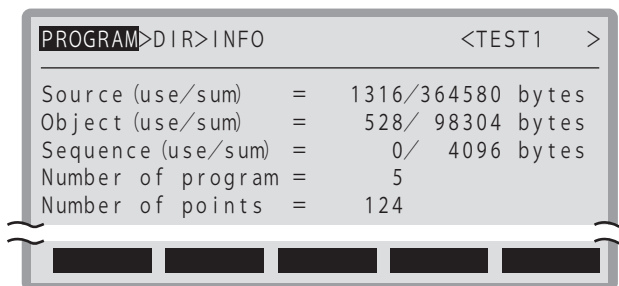 PROGRAM>DIR>INFO <TEST1 >
Source(use/sum) = 1316/364580 bytes
Object(use/sum) = 528/ 98304 bytes
Sequence(use/sum) = 0/ 4096 bytes
Number of program = 5
Number of points = 124